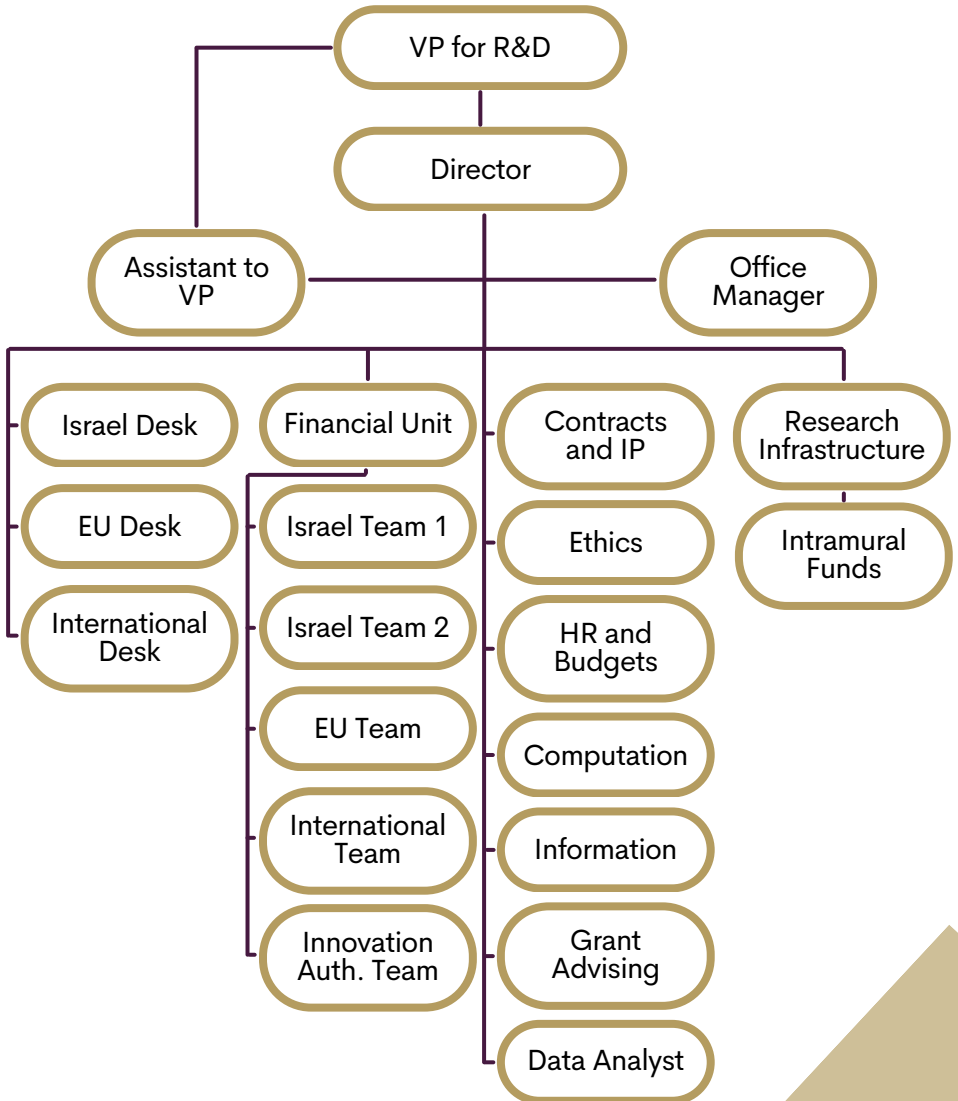 VP for R&D
Director
Assistant to
VP
Office
Manager
Israel Desk
EU Desk
International
Desk
Financial Unit
Israel Team 1
Israel Team 2
EU Team
International
Team
Innovation
Auth. Team
Contracts
and IP
Ethics
HR and
Budgets
Computation
Information
Grant
Advising
Data Analyst
Research
Infrastructure
Intramural
Funds